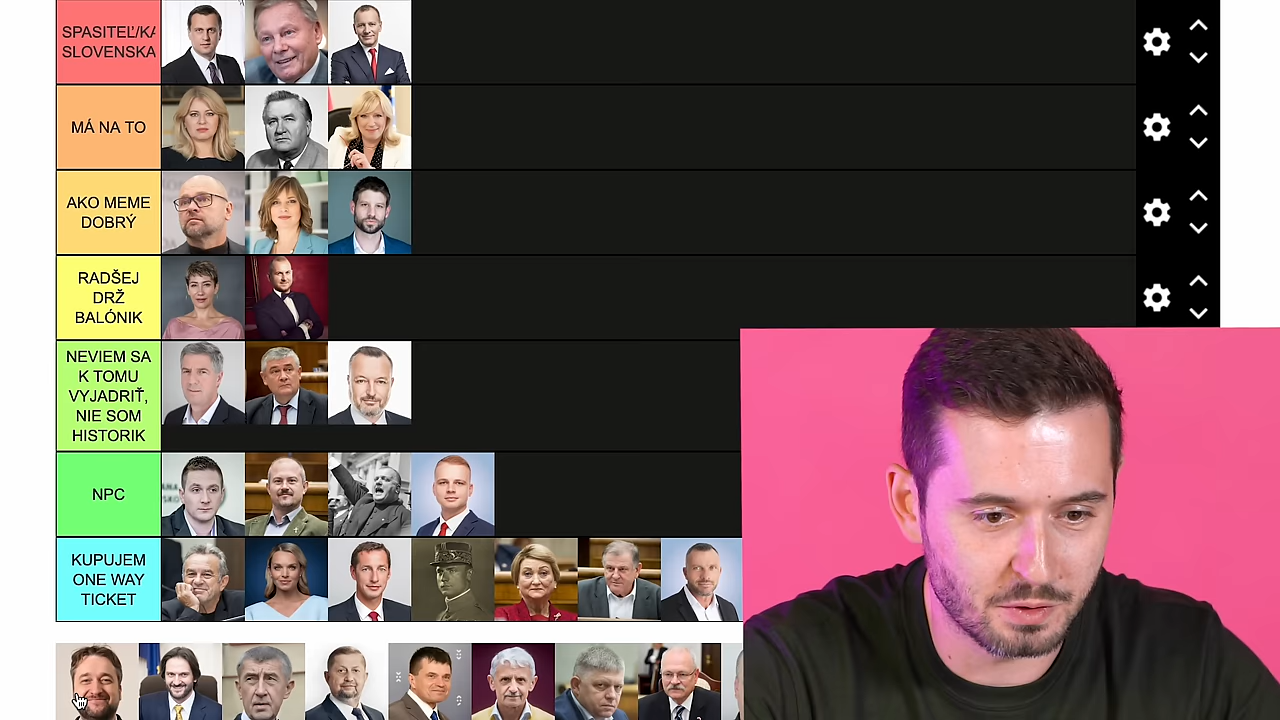 SPASITEĽ/KA
SLOVENSKA
MÁ NA TO
AKO MEME
DOBRÝ
RADŠEJ
DRŽ
BALÓNIK
NEVIEM SA
K TOMU
VYJADRIŤ,
NIE SOM
HISTORIK
NPC
KUPUJEM
ONE WAY
TICKET